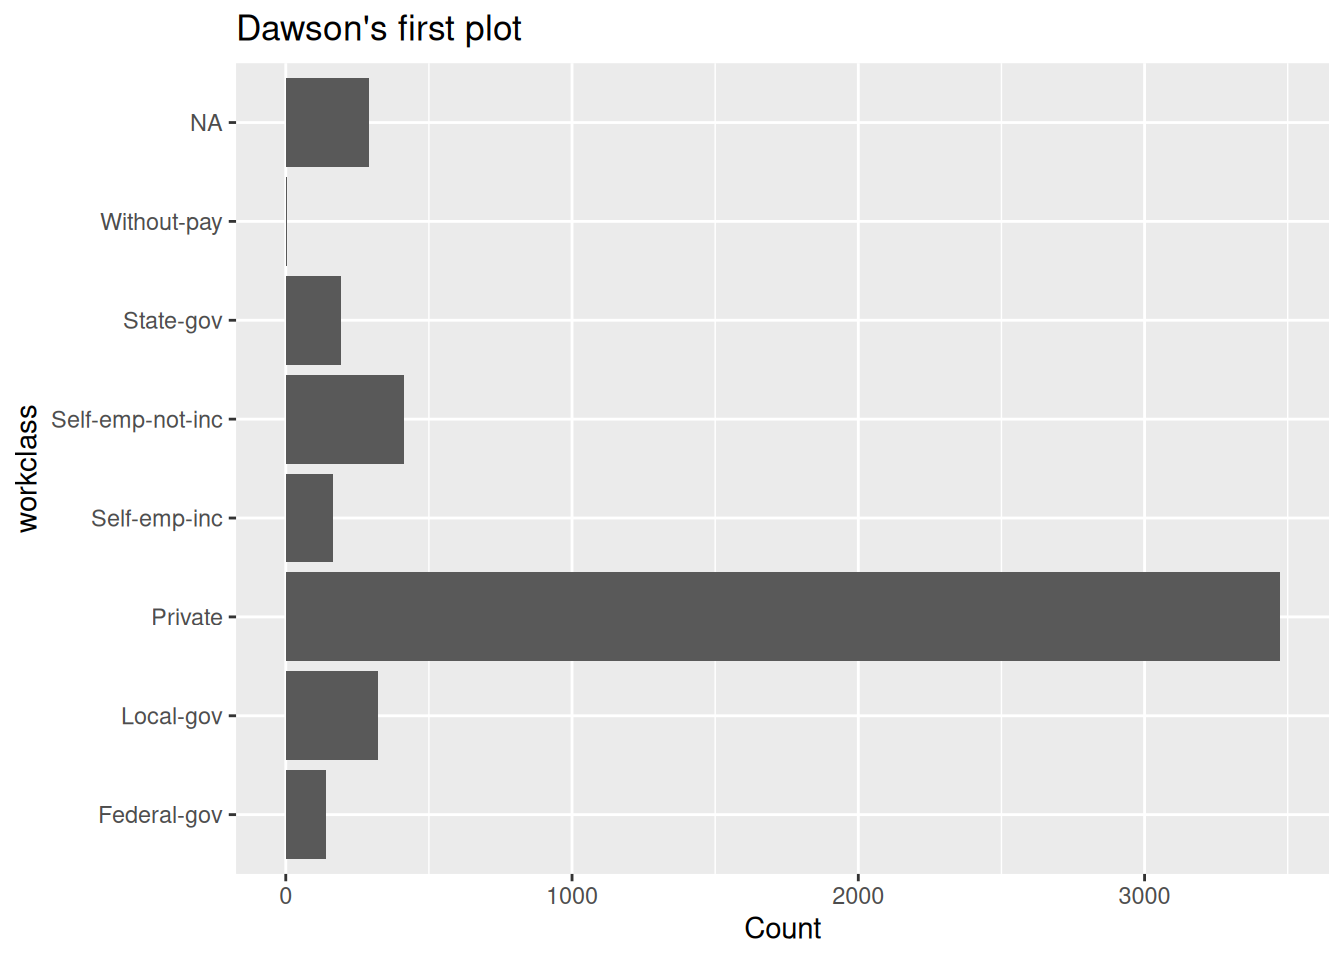 Dawson's first plot
NA
Without-pay
State-gov
Self-emp-not-inc
Self-emp-inc
Private
Local-gov
Federal-gov
workclass
0 1000 2000 3000
Count